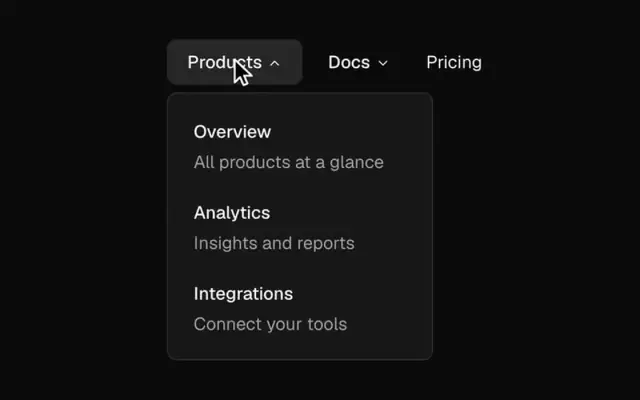 Products Docs Pricing
Overview
All products at a glance
Analytics
Insights and reports
Integrations
Connect your tools